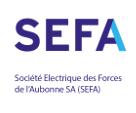 SEFA
Société Electrique des Forces
de l'Aubonne SA (SEFA)